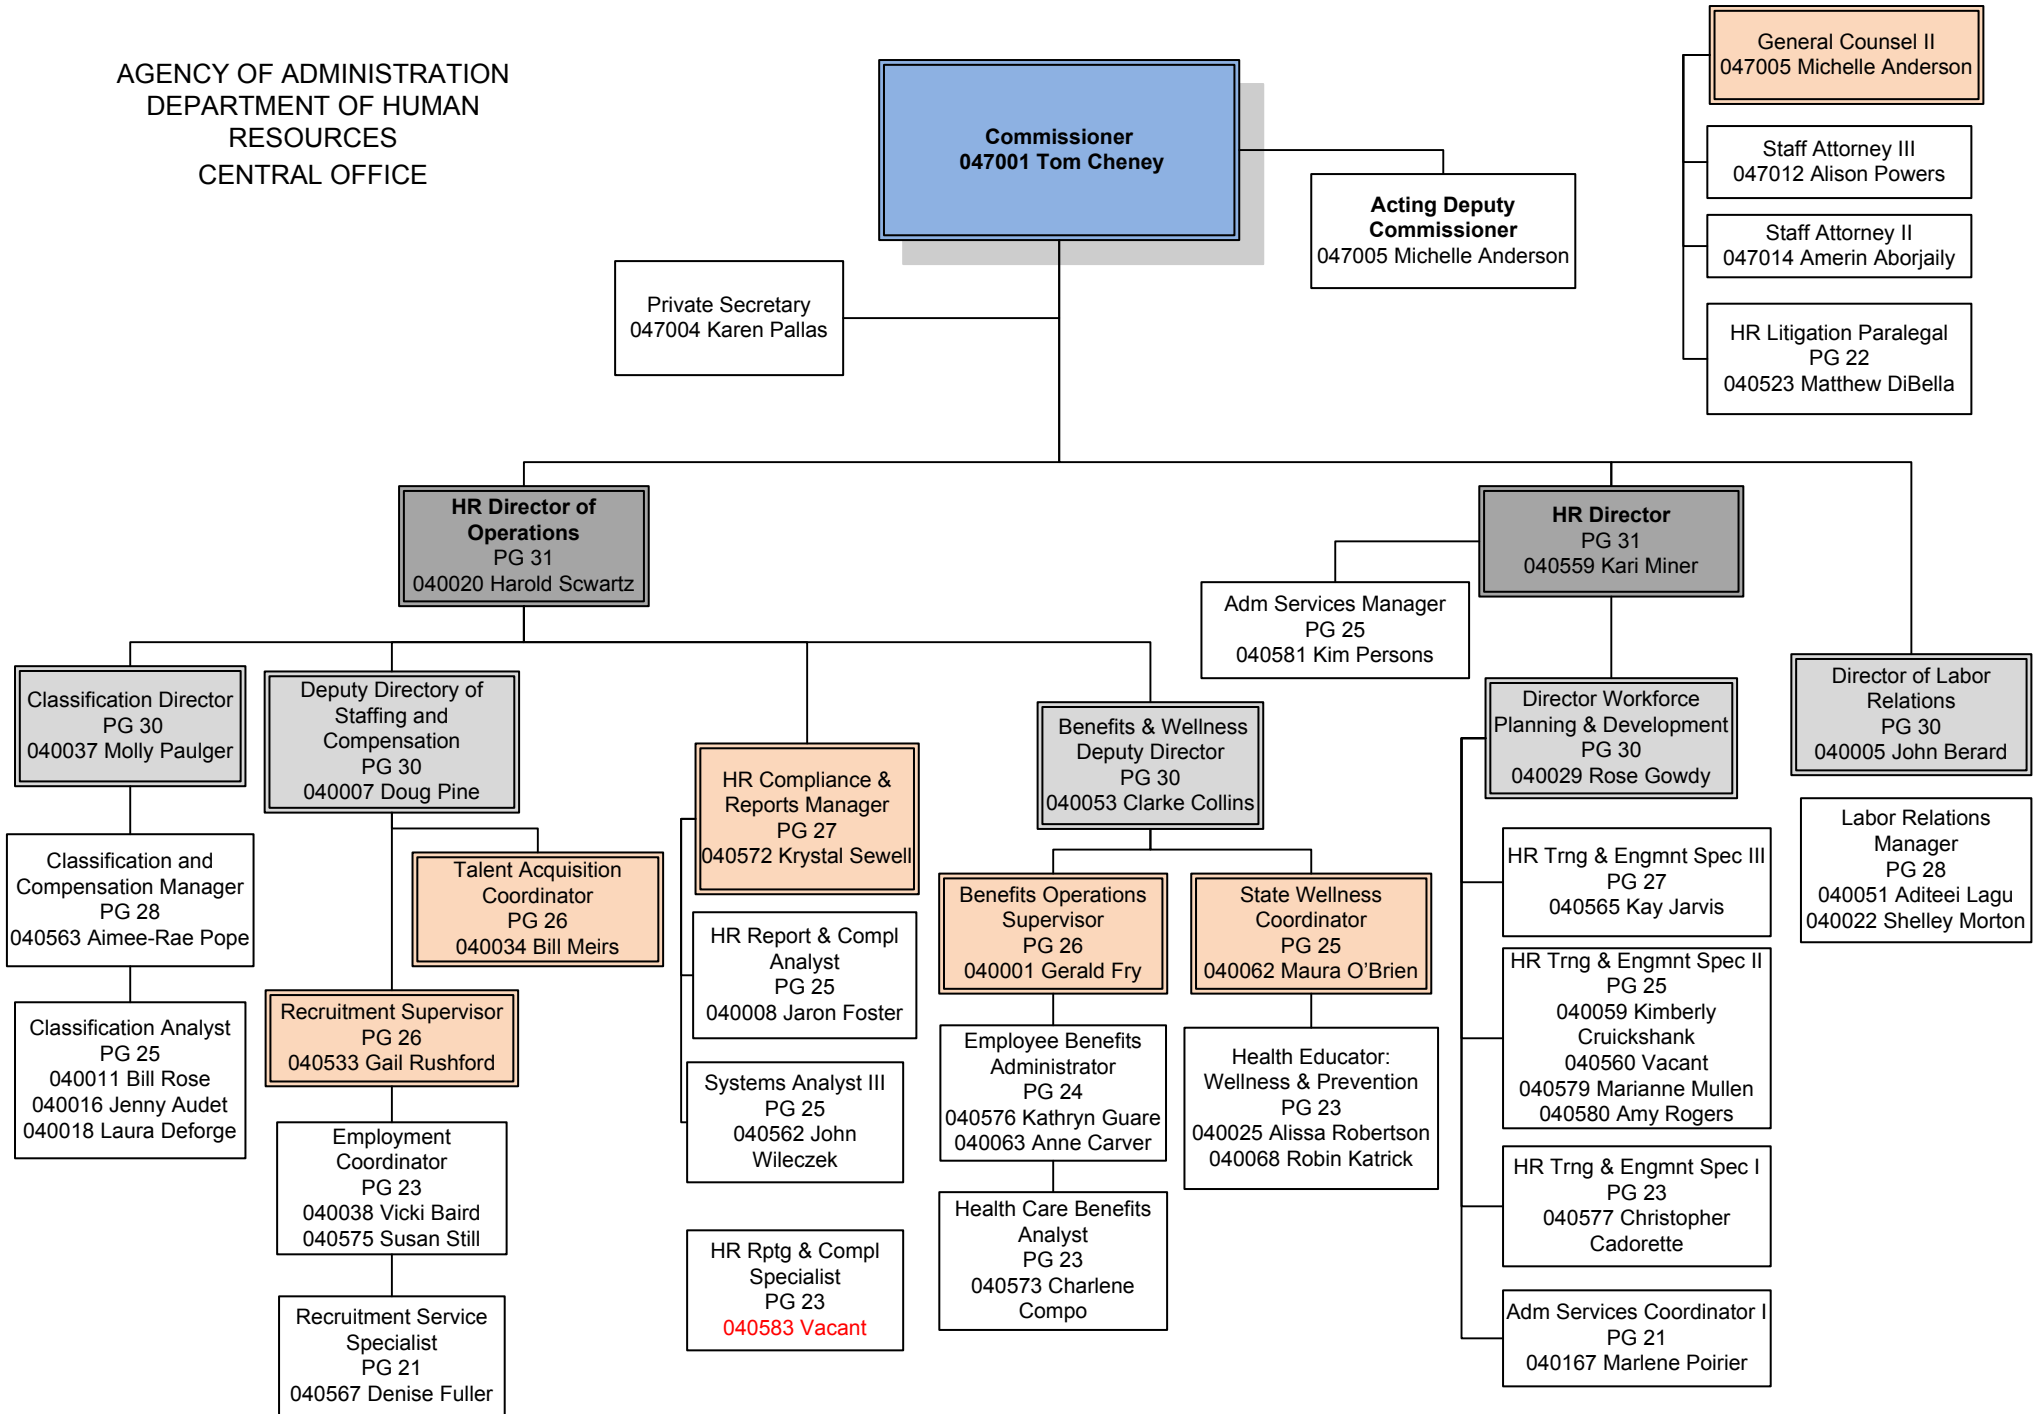 AGENCY OF ADMINISTRATION
DEPARTMENT OF HUMAN
RESOURCES
CENTRAL OFFICE
Commissioner
047001 Tom Cheney
Acting Deputy
Commissioner
047005 Michelle Anderson
Private Secretary
047004 Karen Pallas
General Counsel II
047005 Michelle Anderson
Staff Attorney III
047012 Alison Powers
Staff Attorney II
047014 Amerin Aborjaily
HR Litigation Paralegal
PG 22
040523 Matthew DiBella
HR Director of
Operations
PG 31
040020 Harold Scwartz
HR Director
PG 31
040559 Kari Miner
Adm Services Manager
PG 25
040581 Kim Persons
Classification Director
PG 30
040037 Molly Paulger
Classification and
Compensation Manager
PG 28
040563 Aimee-Rae Pope
Classification Analyst
PG 25
040011 Bill Rose
040016 Jenny Audet
040018 Laura Deforge
Deputy Directory of
Staffing and
Compensation
PG 30
040007 Doug Pine
Talent Acquisition
Coordinator
PG 26
040034 Bill Meirs
Recruitment Supervisor
PG 26
040533 Gail Rushford
Employment
Coordinator
PG 23
040038 Vicki Baird
040575 Susan Still
Recruitment Service
Specialist
PG 21
040567 Denise Fuller
HR Compliance &
Reports Manager
PG 27
040572 Krystal Sewell
HR Report & Compl
Analyst
PG 25
040008 Jaron Foster
Systems Analyst III
PG 25
040562 John
Wileczek
HR Rptg & Compl
Specialist
PG 23
040583 Vacant
Benefits & Wellness
Deputy Director
PG 30
040053 Clarke Collins
Benefits Operations
Supervisor
PG 26
040001 Gerald Fry
Employee Benefits
Administrator
PG 24
040576 Kathryn Guare
040063 Anne Carver
Health Care Benefits
Analyst
PG 23
040573 Charlene
Compo
State Wellness
Coordinator
PG 25
040062 Maura O’Brien
Health Educator:
Wellness & Prevention
PG 23
040025 Alissa Robertson
040068 Robin Katrick
Director Workforce
Planning & Development
PG 30
040029 Rose Gowdy
HR Trng & Engmnt Spec III
PG 27
040565 Kay Jarvis
HR Trng & Engmnt Spec II
PG 25
040059 Kimberly
Cruickshank
040560 Vacant
040579 Marianne Mullen
040580 Amy Rogers
HR Trng & Engmnt Spec I
PG 23
040577 Christopher
Cadorette
Adm Services Coordinator I
PG 21
040167 Marlene Poirier
Director of Labor
Relations
PG 30
040005 John Berard
Labor Relations
Manager
PG 28
040051 Aditeei Lagu
040022 Shelley Morton